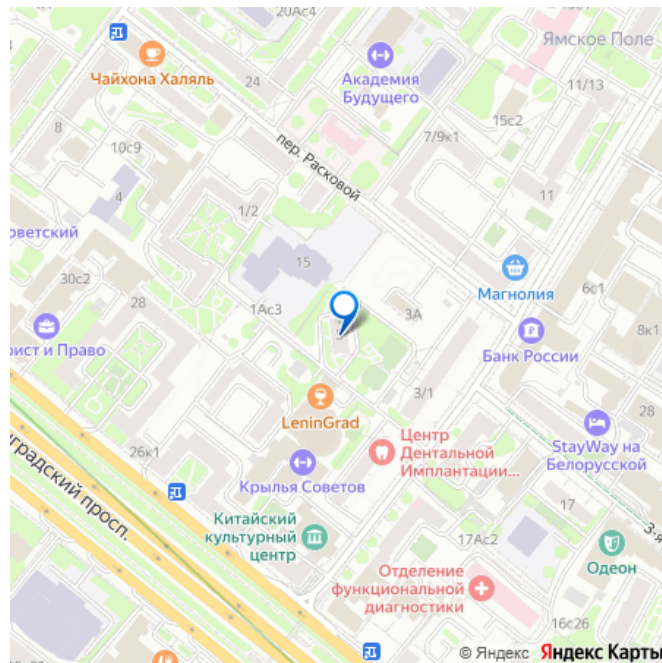 20Ас4
Ямское Поле
Чайхона Халяль
24
Академия
Будущего
11/13
15с2
8
10с9
7/9к1
пер. Расковой
4
1/2
11
оветский
15
30с2
Магнолия
6с1
28
1Ас3
3А
8к1
рист и Право
Банк России
3/1
LeninGrad
Центр
Дентальной
Имплантации...
StayWay на
Белорусской
26к1
Крылья Советов
градский просп.
Китайский
культурный
центр
17
17Ас2
3-я
Одеон
Отделение
функциональной
диагностики
16с26
© Яндекс Яндекс Карты